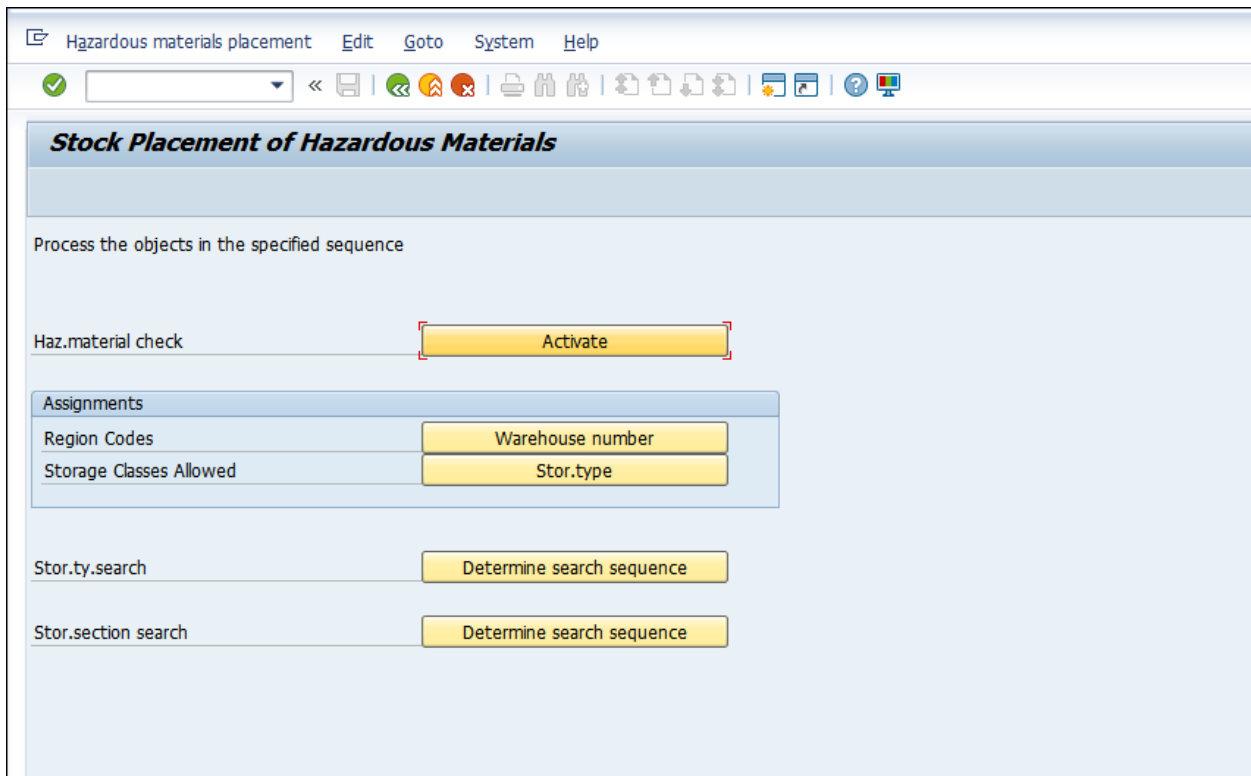 Hazardous materials placement Edit Goto System Help
Stock Placement of Hazardous Materials
Process the objects in the specified sequence
Haz.material check Activate
Assignments
Region Codes Warehouse number
Storage Classes Allowed Stor.type
Stor.ty.search Determine search sequence
Stor.section search Determine search sequence